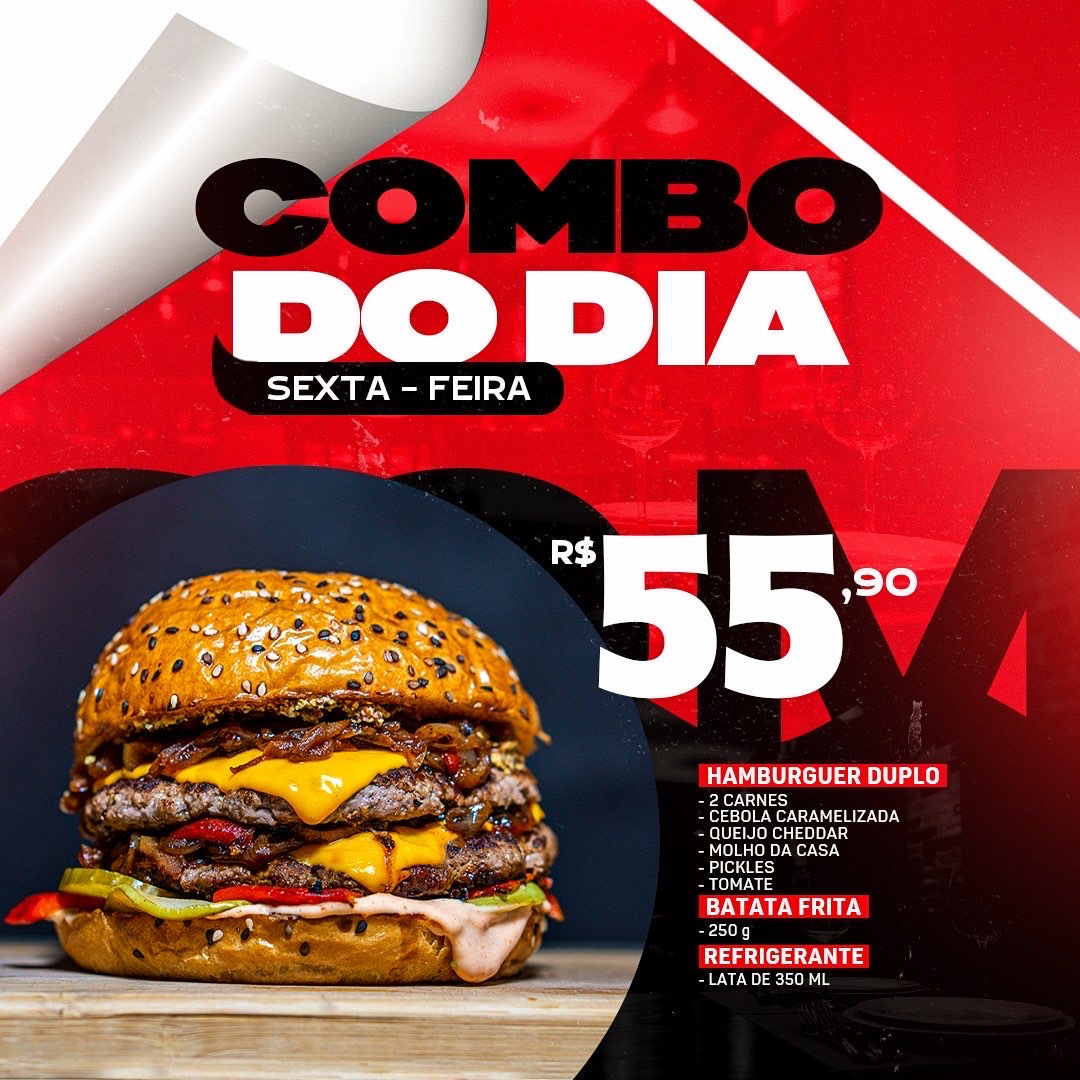 COMBO
DO DIA
SEXTA - FEIRA
COM
R$ 55,90
HAMBURGUER DUPLO
- 2 CARNES
- CEBOLA CARAMELIZADA
- QUEIJO CHEDDAR
- MOLHO DA CASA
- PICKLES
- TOMATE
BATATA FRITA
- 250 g
REFRIGERANTE
- LATA DE 350 ML